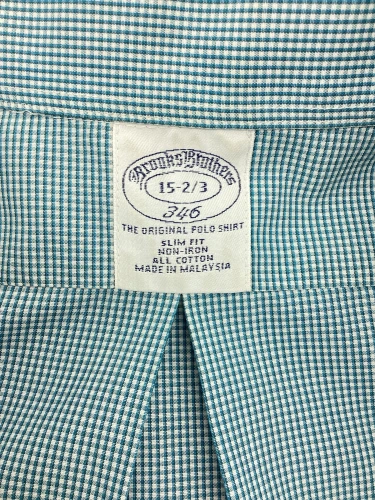 Brooks Brothers
15-2/3
346
THE ORIGINAL POLO SHIRT
SLIM FIT
NON-IRON
ALL COTTON
MADE IN MALAYSIA